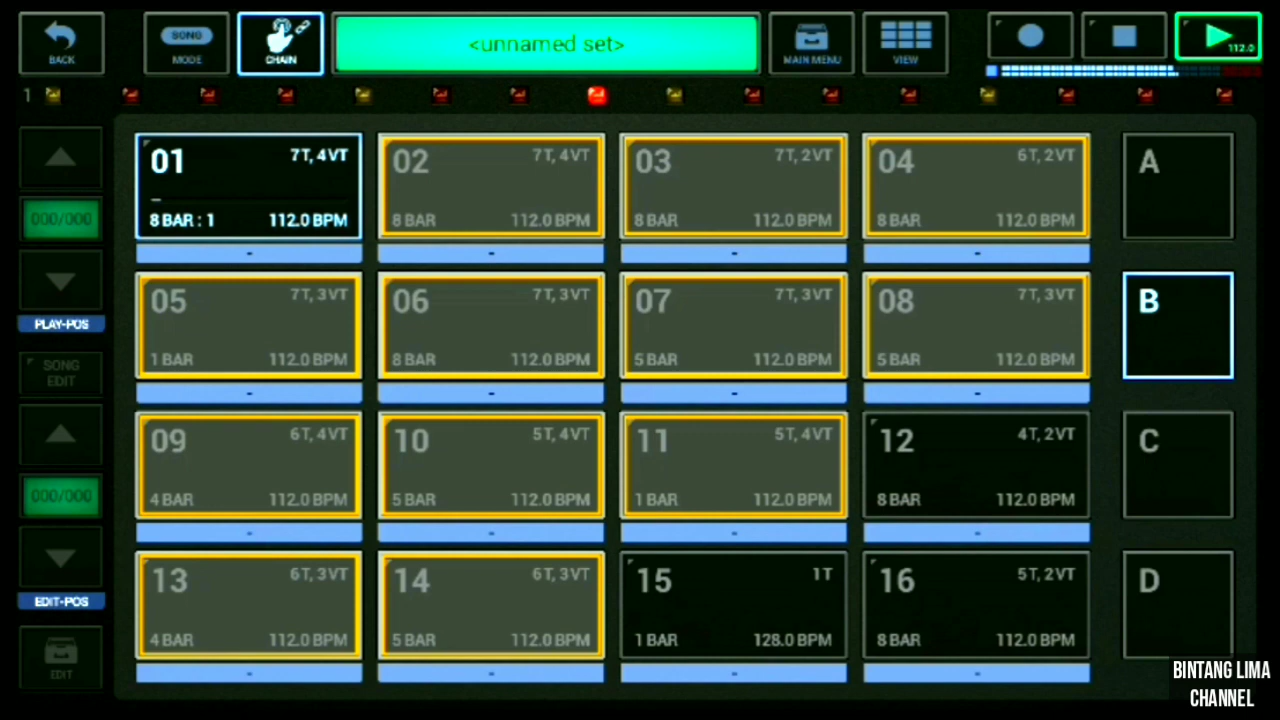 BACK
SONG
MODE
CHAIN
<unnamed set>
MAIN MENU
VIEW
112.0
1
01 7T, 4VT
8 BAR : 1 112.0 BPM
02 7T, 4VT
8 BAR 112.0 BPM
03 7T, 2VT
8 BAR 112.0 BPM
04 6T, 2VT
8 BAR 112.0 BPM
A
000/000
PLAY-POS
05 7T, 3VT
1 BAR 112.0 BPM
06 7T, 3VT
8 BAR 112.0 BPM
07 7T, 3VT
5 BAR 112.0 BPM
08 7T, 3VT
5 BAR 112.0 BPM
B
SONG
EDIT
09 6T, 4VT
4 BAR 112.0 BPM
10 5T, 4VT
5 BAR 112.0 BPM
11 5T, 4VT
1 BAR 112.0 BPM
12 4T, 2VT
8 BAR 112.0 BPM
C
000/000
EDIT-POS
13 6T, 3VT
4 BAR 112.0 BPM
14 6T, 3VT
5 BAR 112.0 BPM
15 1T
1 BAR 128.0 BPM
16 5T, 2VT
8 BAR 112.0 BPM
D
EDIT
BINTANG LIMA
CHANNEL